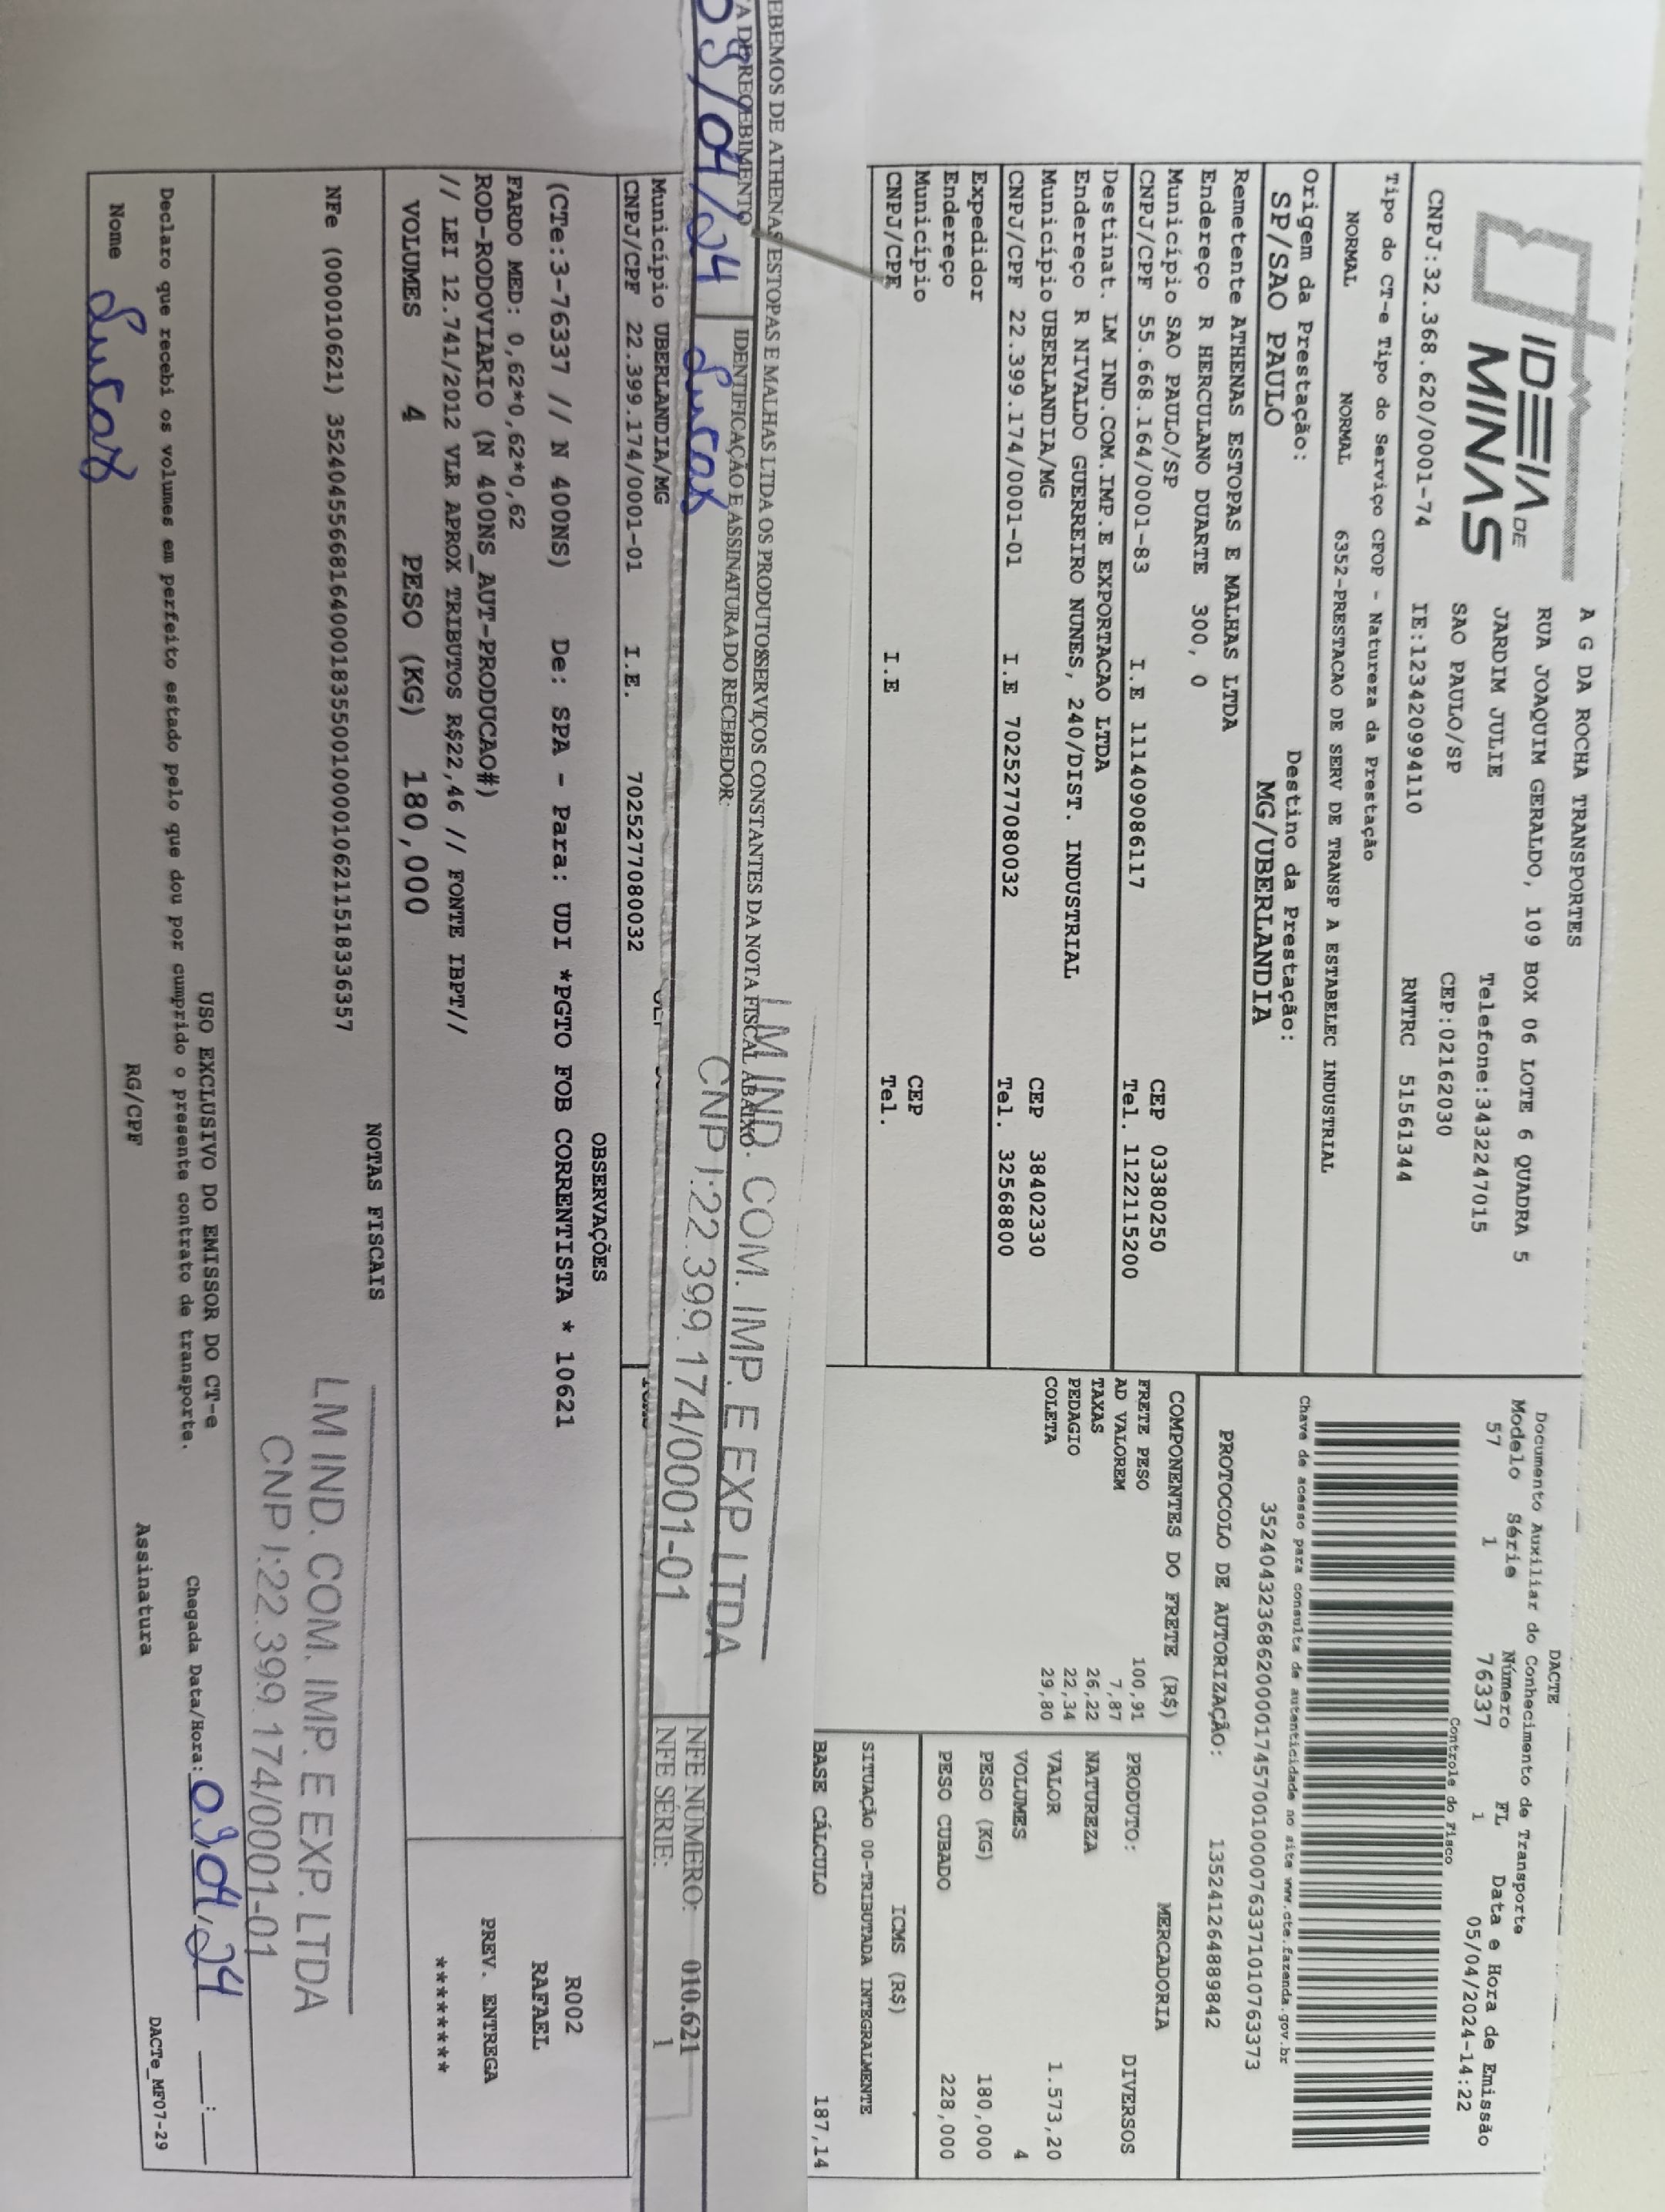 IDEIA DE
MINAS
A G DA ROCHA TRANSPORTES
RUA JOAQUIM GERALDO, 109 BOX 06 LOTE 6 QUADRA 5
JARDIM JULIE Telefone:3432247015
SAO PAULO/SP CEP:02162030
CNPJ:32.368.620/0001-74 IE:123420994110 RNTRC 51561344
Tipo do CT-e Tipo do Serviço CFOP - Natureza da Prestação
NORMAL NORMAL 6352-PRESTACAO DE SERV DE TRANSP A ESTABELEC INDUSTRIAL
Origem da Prestação: Destino da Prestação:
SP/SAO PAULO MG/UBERLANDIA
Remetente ATHENAS ESTOPAS E MALHAS LTDA
Endereço R HERCULANO DUARTE 300, 0
Município SAO PAULO/SP CEP 03380250
CNPJ/CPF 55.668.164/0001-83 I.E 111409086117 Tel. 1122115200
Destinat. LM IND.COM.IMP.E EXPORTACAO LTDA
Endereço R NIVALDO GUERREIRO NUNES, 240/DIST. INDUSTRIAL
Município UBERLANDIA/MG CEP 38402330
CNPJ/CPF 22.399.174/0001-01 I.E 7025277080032 Tel. 32568800
Expedidor
Endereço
Município CEP
CNPJ/CPF I.E Tel.
DACTE
Documento Auxiliar do Conhecimento de Transporte
Modelo Série Número FL Data e Hora de Emissão
57 1 76337 1 05/04/2024-14:22
Controle do Fisco
Chave de acesso para consulta de autenticidade no site www.cte.fazenda.gov.br
35240432368620000174570010000763371010763373
PROTOCOLO DE AUTORIZAÇÃO: 135241264889842
COMPONENTES DO FRETE (R$)
FRETE PESO 100,91
AD VALOREM 7,87
TAXAS 26,22
PEDAGIO 22,34
COLETA 29,80
MERCADORIA
PRODUTO: DIVERSOS
NATUREZA
VALOR 1.573,20
VOLUMES 4
PESO (KG) 180,000
PESO CUBADO 228,000
ICMS (R$)
SITUAÇÃO 00-TRIBUTADA INTEGRALMENTE
BASE CÁLCULO 187,14
EBEMOS DE ATHENAS ESTOPAS E MALHAS LTDA OS PRODUTOS/SERVIÇOS CONSTANTES DA NOTA FISCAL ABAIXO.
A DE RECEBIMENTO IDENTIFICAÇÃO E ASSINATURA DO RECEBEDOR:
09/04/24 Lucas
LM IND. COM. IMP. E EXP. LTDA
CNPJ:22.399.174/0001-01
NFE NÚMERO: 010.621
NFE SÉRIE: 1
Município UBERLANDIA/MG
CNPJ/CPF 22.399.174/0001-01 I.E. 7025277080032
OBSERVAÇÕES
(CTe:3-76337 // N 400NS) De: SPA - Para: UDI *PGTO FOB CORRENTISTA * 10621
FARDO MED: 0,62*0,62*0,62
ROD-RODOVIARIO (N 400NS_AUT-PRODUCAO#)
// LEI 12.741/2012 VLR APROX TRIBUTOS R$22,46 // FONTE IBPT//
R002
RAFAEL
PREV. ENTREGA
********
VOLUMES 4 PESO (KG) 180,000
NOTAS FISCAIS
NFe (000010621) 35240455668164000183550010000106211518336357
LM IND. COM. IMP. E EXP. LTDA
CNPJ:22.399.174/0001-01
USO EXCLUSIVO DO EMISSOR DO CT-e
Declaro que recebi os volumes em perfeito estado pelo que dou por cumprido o presente contrato de transporte.
Chegada Data/Hora: 09/04/24 ___:___
Nome Lucas RG/CPF Assinatura
DACTe_MF07-29